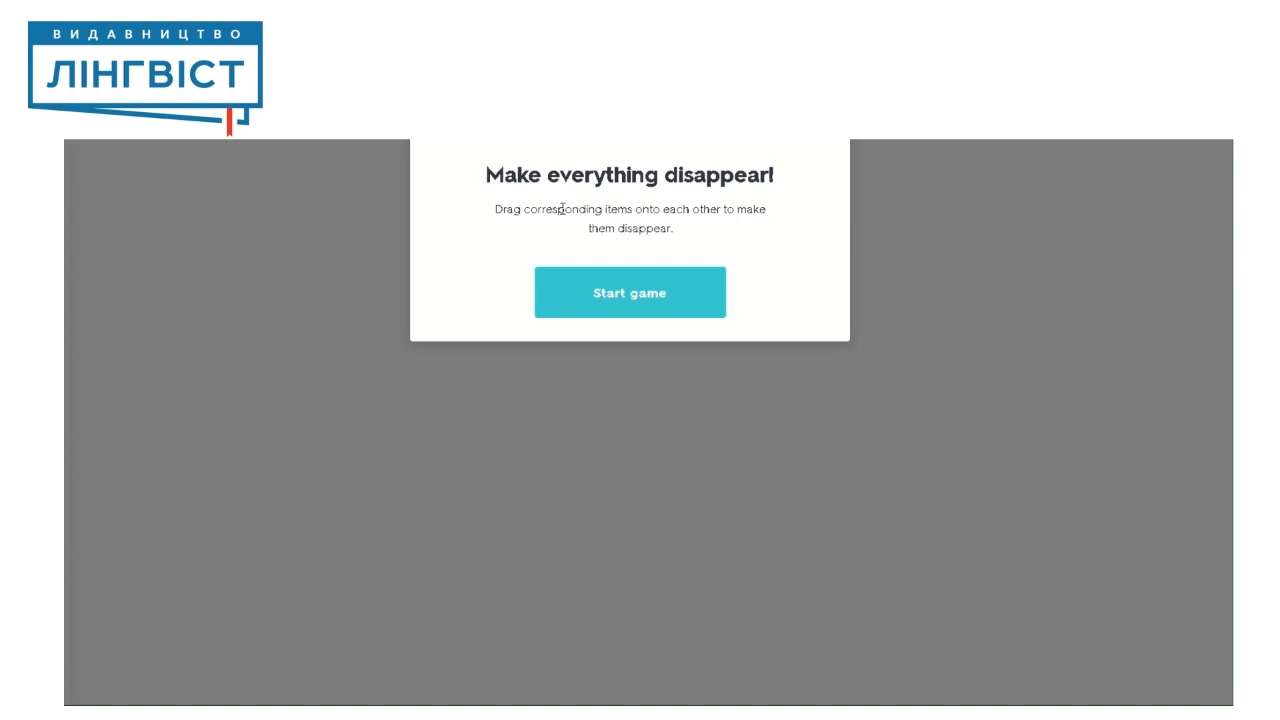 ВИДАВНИЦТВО
ЛІНГВІСТ
Make everything disappear!
Drag corresponding items onto each other to make
them disappear.
Start game